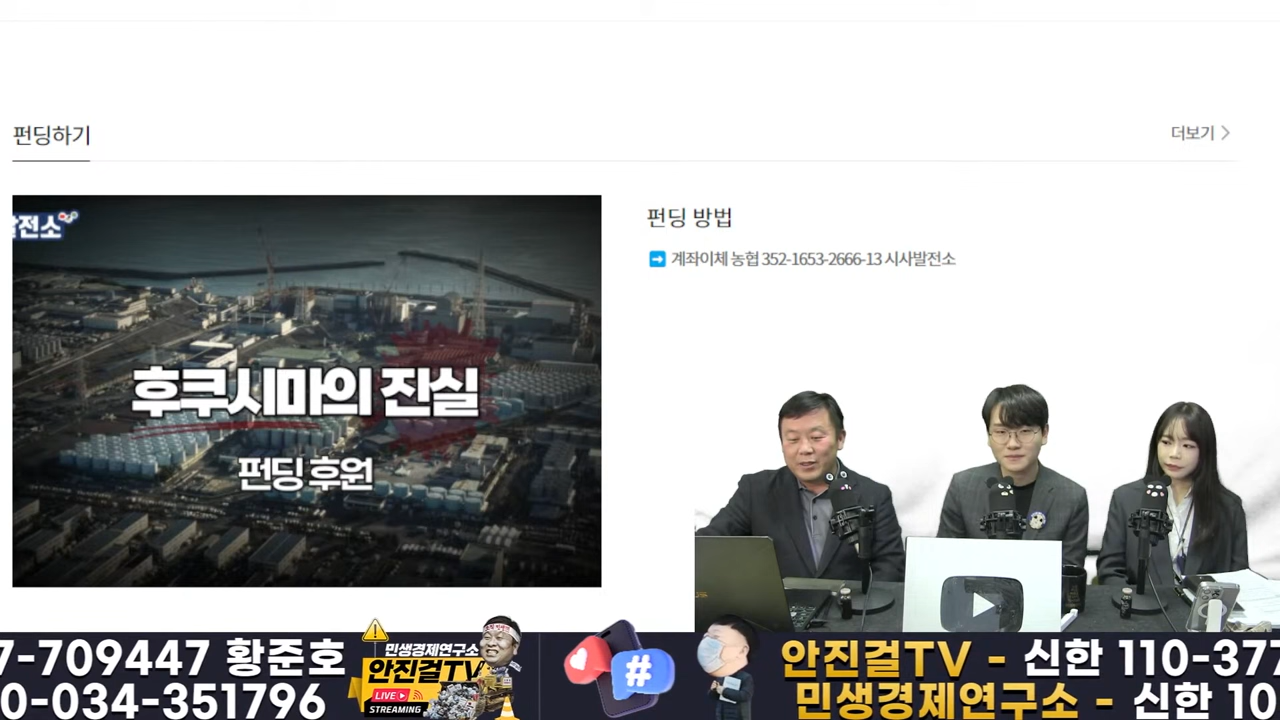 펀딩하기
더보기 >
발전소
후쿠시마의 진실
펀딩 후원
펀딩 방법
➡ 계좌이체 농협 352-1653-2666-13 시사발전소
7-709447 황준호
0-034-351796
민생경제연구소
안진걸TV
LIVE
STREAMING
#
안진걸TV - 신한 110-377
민생경제연구소 - 신한 10